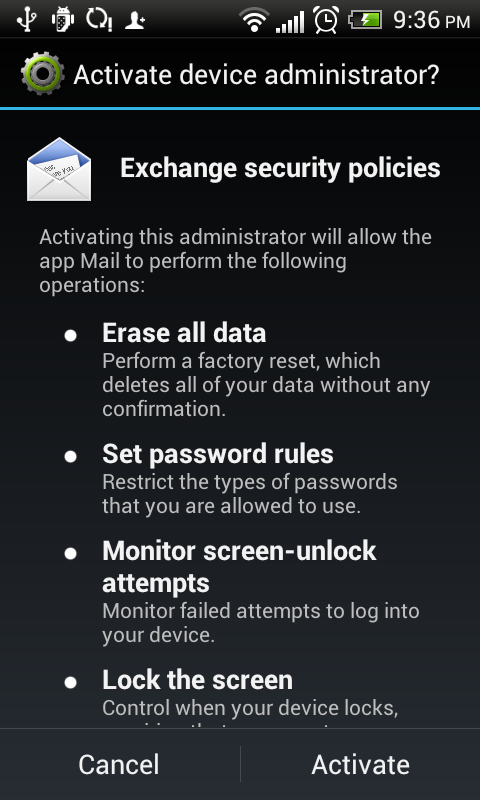 9:36 PM
Activate device administrator?
Exchange security policies
Activating this administrator will allow the
app Mail to perform the following
operations:
Erase all data
Perform a factory reset, which
deletes all of your data without any
confirmation.
Set password rules
Restrict the types of passwords
that you are allowed to use.
Monitor screen-unlock
attempts
Monitor failed attempts to log into
your device.
Lock the screen
Control when your device locks,
Cancel
Activate